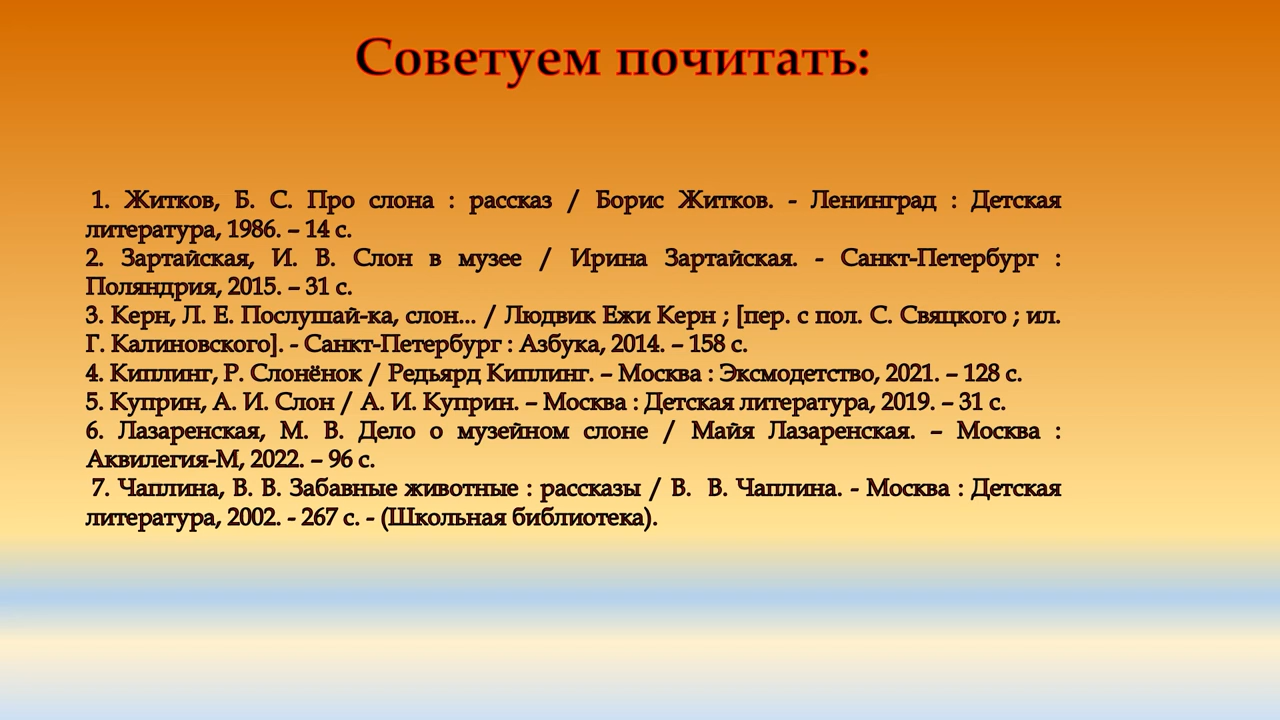 Советуем почитать:
1. Житков, Б. С. Про слона : рассказ / Борис Житков. - Ленинград : Детская
литература, 1986. – 14 с.
2. Зартайская, И. В. Слон в музее / Ирина Зартайская. - Санкт-Петербург :
Поляндрия, 2015. – 31 с.
3. Керн, Л. Е. Послушай-ка, слон... / Людвик Ежи Керн ; [пер. с пол. С. Свяцкого ; ил.
Г. Калиновского]. - Санкт-Петербург : Азбука, 2014. – 158 с.
4. Киплинг, Р. Слонёнок / Редьярд Киплинг. – Москва : Эксмодетство, 2021. – 128 с.
5. Куприн, А. И. Слон / А. И. Куприн. – Москва : Детская литература, 2019. – 31 с.
6. Лазаренская, М. В. Дело о музейном слоне / Майя Лазаренская. – Москва :
Аквилегия-М, 2022. – 96 с.
7. Чаплина, В. В. Забавные животные : рассказы / В. В. Чаплина. - Москва : Детская
литература, 2002. - 267 с. - (Школьная библиотека).